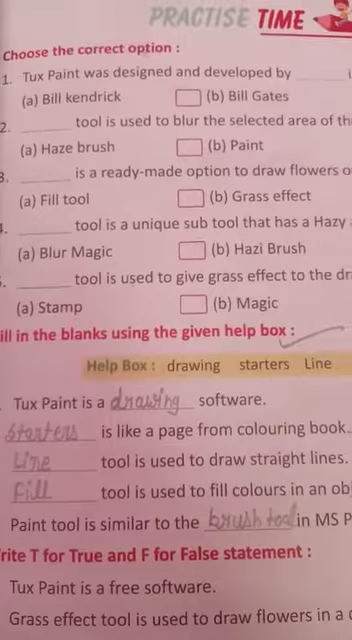 PRACTISE TIME
Choose the correct option :
1. Tux Paint was designed and developed by ______
(a) Bill kendrick (b) Bill Gates
2. ______ tool is used to blur the selected area of th
(a) Haze brush (b) Paint
3. ______ is a ready-made option to draw flowers o
(a) Fill tool (b) Grass effect
. ______ tool is a unique sub tool that has a Hazy
(a) Blur Magic (b) Hazi Brush
. ______ tool is used to give grass effect to the dr
(a) Stamp (b) Magic
ill in the blanks using the given help box :
Help Box : drawing starters Line
Tux Paint is a drawing software.
starters is like a page from colouring book.
Line tool is used to draw straight lines.
Fill tool is used to fill colours in an ob
Paint tool is similar to the brush tool in MS P
rite T for True and F for False statement :
Tux Paint is a free software.
Grass effect tool is used to draw flowers in a